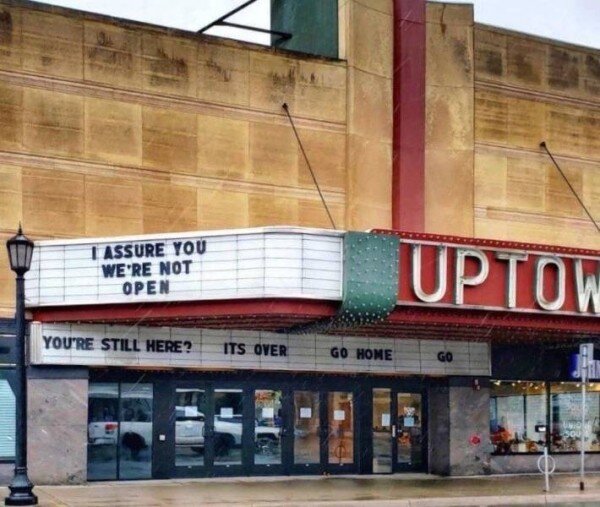 I ASSURE YOU
WE'RE NOT
OPEN
UPTOW
YOU'RE STILL HERE? ITS OVER GO HOME GO